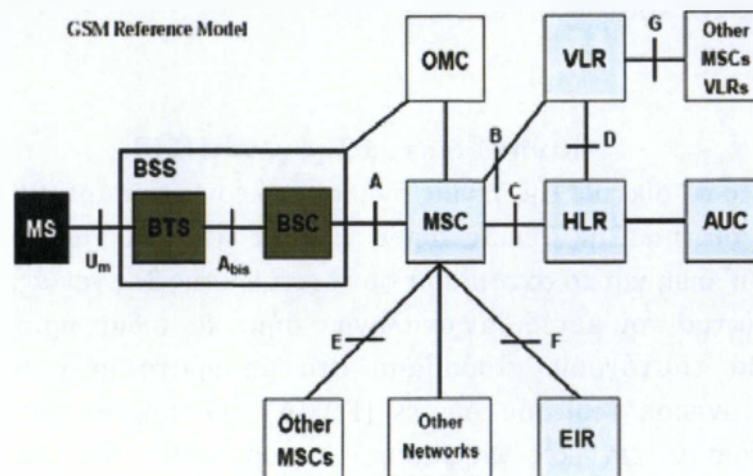 GSM Reference Model
OMC
VLR
G
Other
MSCs
VLRs
BSS
B
D
A
C
MS
BTS
BSC
MSC
HLR
AUC
Um
Abis
E
F
Other
MSCs
Other
Networks
EIR